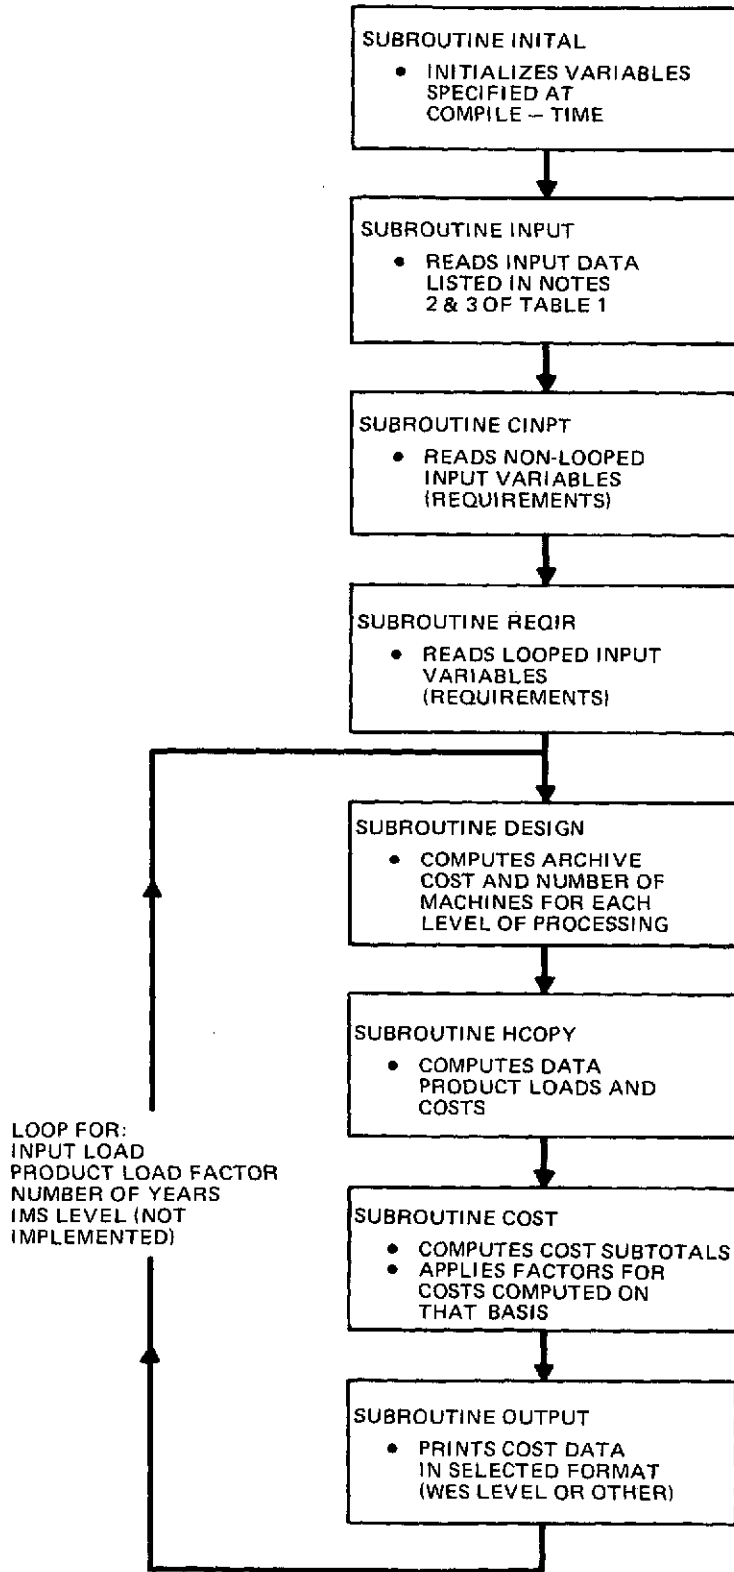 SUBROUTINE INITAL
• INITIALIZES VARIABLES
SPECIFIED AT
COMPILE – TIME
SUBROUTINE INPUT
• READS INPUT DATA
LISTED IN NOTES
2 & 3 OF TABLE 1
SUBROUTINE CINPT
• READS NON-LOOPED
INPUT VARIABLES
(REQUIREMENTS)
SUBROUTINE REQIR
• READS LOOPED INPUT
VARIABLES
(REQUIREMENTS)
SUBROUTINE DESIGN
• COMPUTES ARCHIVE
COST AND NUMBER OF
MACHINES FOR EACH
LEVEL OF PROCESSING
SUBROUTINE HCOPY
• COMPUTES DATA
PRODUCT LOADS AND
COSTS
LOOP FOR:
INPUT LOAD
PRODUCT LOAD FACTOR
NUMBER OF YEARS
IMS LEVEL (NOT
IMPLEMENTED)
SUBROUTINE COST
• COMPUTES COST SUBTOTALS
• APPLIES FACTORS FOR
COSTS COMPUTED ON
THAT BASIS
SUBROUTINE OUTPUT
• PRINTS COST DATA
IN SELECTED FORMAT
(WES LEVEL OR OTHER)